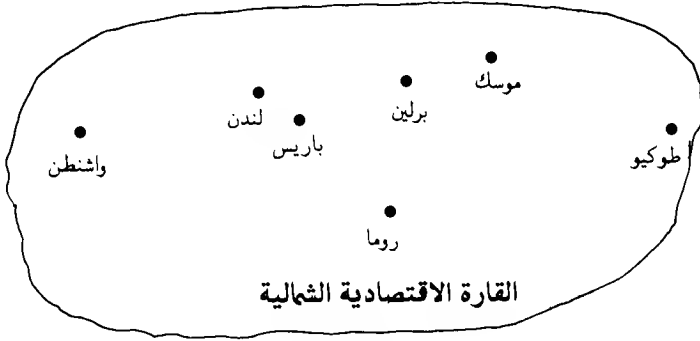 موسك
برلين
لندن
باريس
طوكيو
واشنطن
روما
القارة الاقتصادية الشمالية